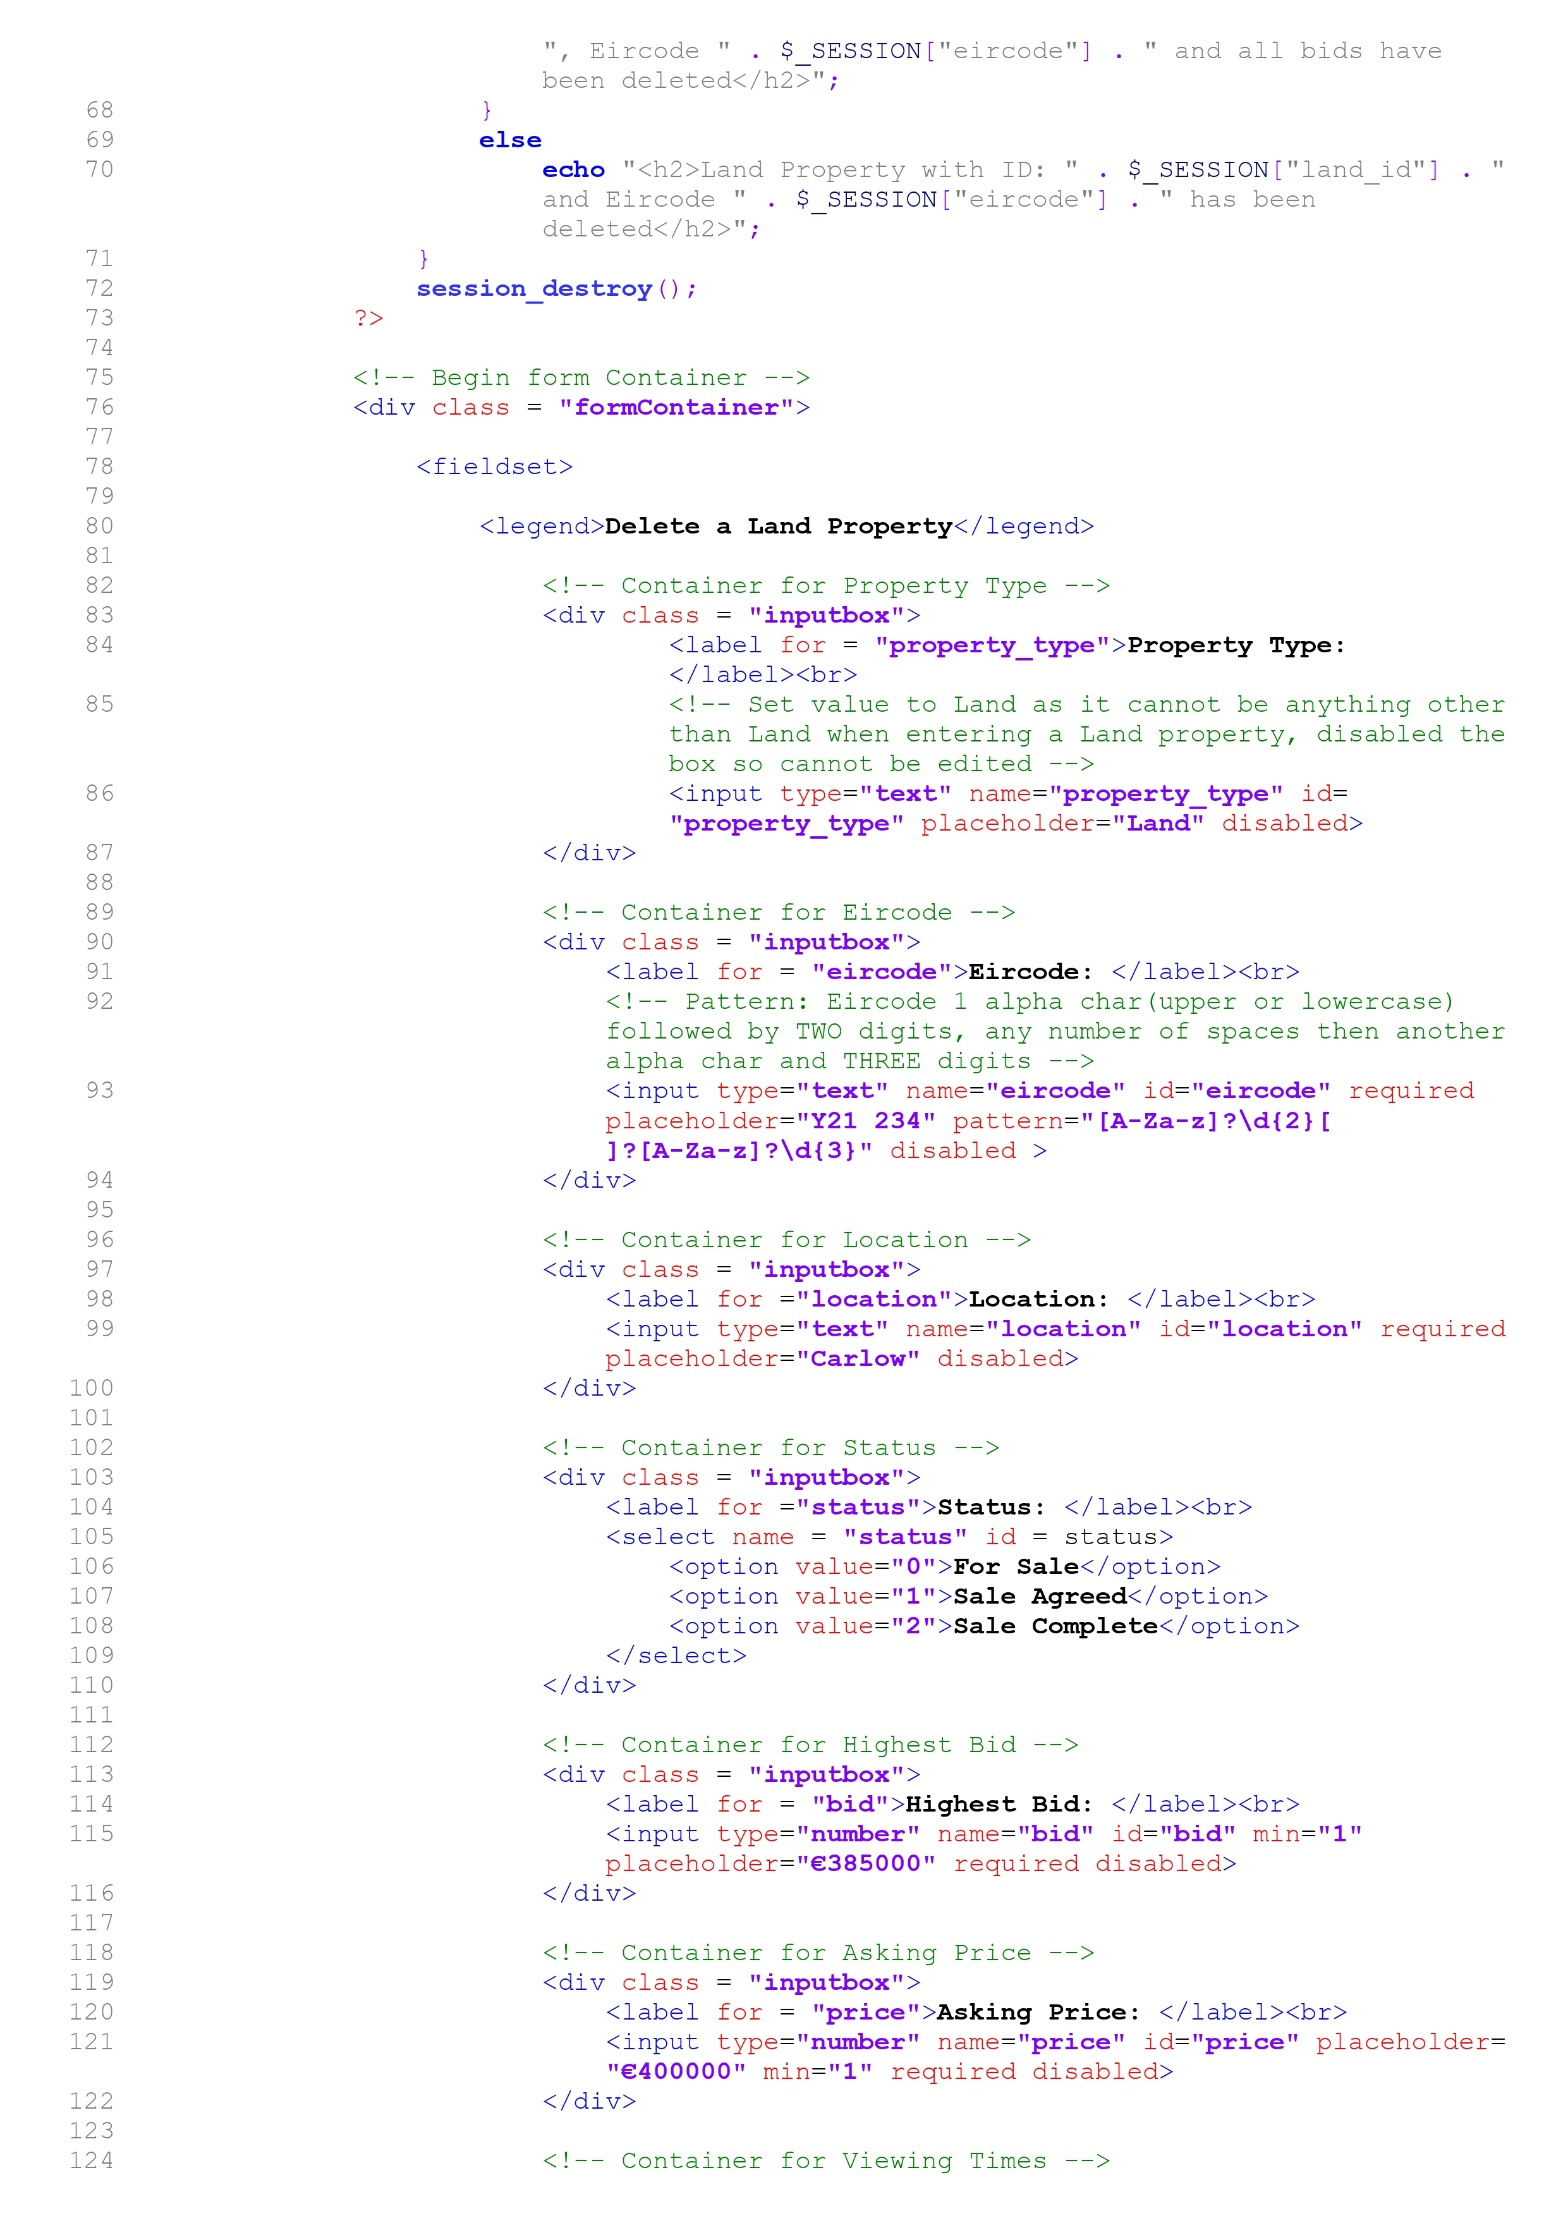 ", Eircode " . $_SESSION["eircode"] . " and all bids have
been deleted</h2>";
68 }
69 else
70 echo "<h2>Land Property with ID: " . $_SESSION["land_id"] . "
and Eircode " . $_SESSION["eircode"] . " has been
deleted</h2>";
71 }
72 session_destroy();
73 ?>
74
75 <!-- Begin form Container -->
76 <div class = "formContainer">
77
78 <fieldset>
79
80 <legend>Delete a Land Property</legend>
81
82 <!-- Container for Property Type -->
83 <div class = "inputbox">
84 <label for = "property_type">Property Type:
</label><br>
85 <!-- Set value to Land as it cannot be anything other
than Land when entering a Land property, disabled the
box so cannot be edited -->
86 <input type="text" name="property_type" id=
"property_type" placeholder="Land" disabled>
87 </div>
88
89 <!-- Container for Eircode -->
90 <div class = "inputbox">
91 <label for = "eircode">Eircode: </label><br>
92 <!-- Pattern: Eircode 1 alpha char(upper or lowercase)
followed by TWO digits, any number of spaces then another
alpha char and THREE digits -->
93 <input type="text" name="eircode" id="eircode" required
placeholder="Y21 234" pattern="[A-Za-z]?\d{2}[
]?[A-Za-z]?\d{3}" disabled >
94 </div>
95
96 <!-- Container for Location -->
97 <div class = "inputbox">
98 <label for ="location">Location: </label><br>
99 <input type="text" name="location" id="location" required
placeholder="Carlow" disabled>
100 </div>
101
102 <!-- Container for Status -->
103 <div class = "inputbox">
104 <label for ="status">Status: </label><br>
105 <select name = "status" id = status>
106 <option value="0">For Sale</option>
107 <option value="1">Sale Agreed</option>
108 <option value="2">Sale Complete</option>
109 </select>
110 </div>
111
112 <!-- Container for Highest Bid -->
113 <div class = "inputbox">
114 <label for = "bid">Highest Bid: </label><br>
115 <input type="number" name="bid" id="bid" min="1"
placeholder="€385000" required disabled>
116 </div>
117
118 <!-- Container for Asking Price -->
119 <div class = "inputbox">
120 <label for = "price">Asking Price: </label><br>
121 <input type="number" name="price" id="price" placeholder=
"€400000" min="1" required disabled>
122 </div>
123
124 <!-- Container for Viewing Times -->